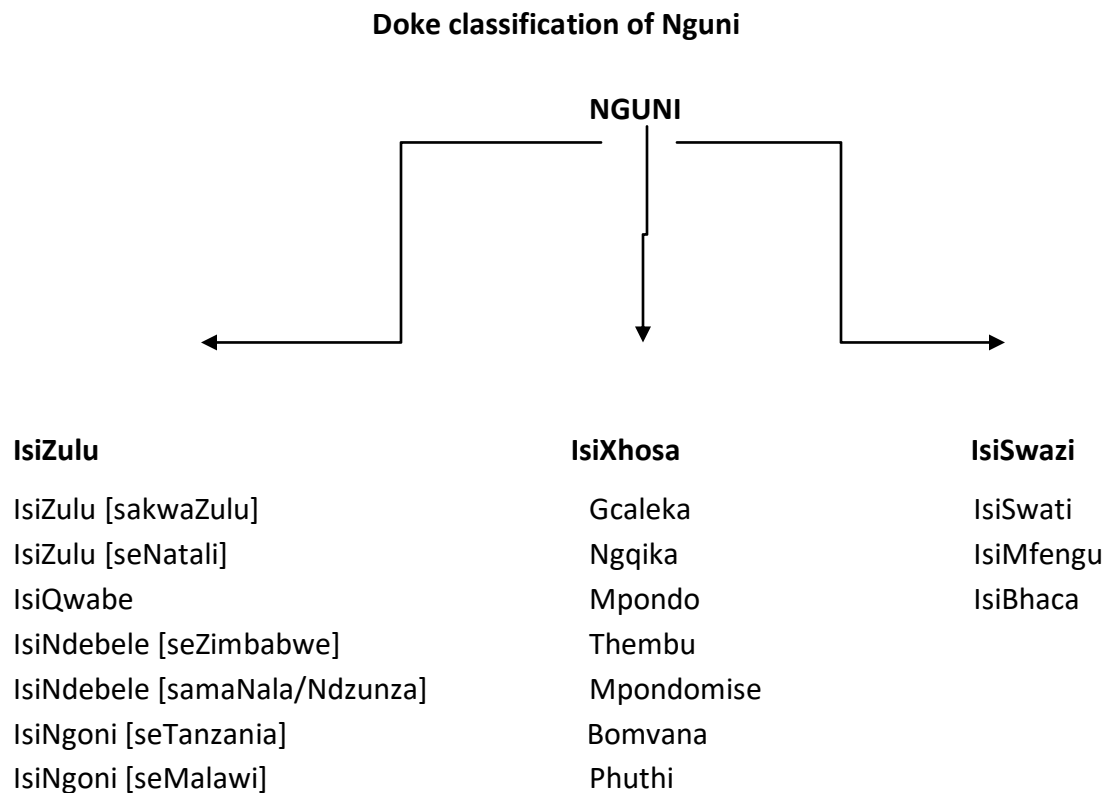 Doke classification of Nguni
NGUNI
IsiZulu IsiXhosa IsiSwazi
IsiZulu [sakwaZulu] Gcaleka IsiSwati
IsiZulu [seNatali] Ngqika IsiMfengu
IsiQwabe Mpondo IsiBhaca
IsiNdebele [seZimbabwe] Thembu
IsiNdebele [samaNala/Ndzunza] Mpondomise
IsiNgoni [seTanzania] Bomvana
IsiNgoni [seMalawi] Phuthi